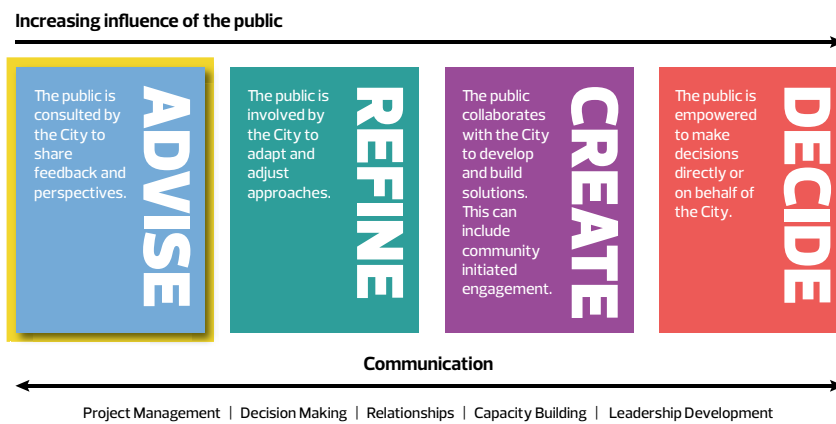 Increasing influence of the public
The public is
consulted by
the City to
share
feedback and
perspectives.
ADVISE
The public is
involved by
the City to
adapt and
adjust
approaches.
REFINE
The public
collaborates
with the City
to develop
and build
solutions.
This can
include
community
initiated
engagement.
CREATE
The public is
empowered
to make
decisions
directly or
on behalf of
the City.
DECIDE
Communication
Project Management | Decision Making | Relationships | Capacity Building | Leadership Development